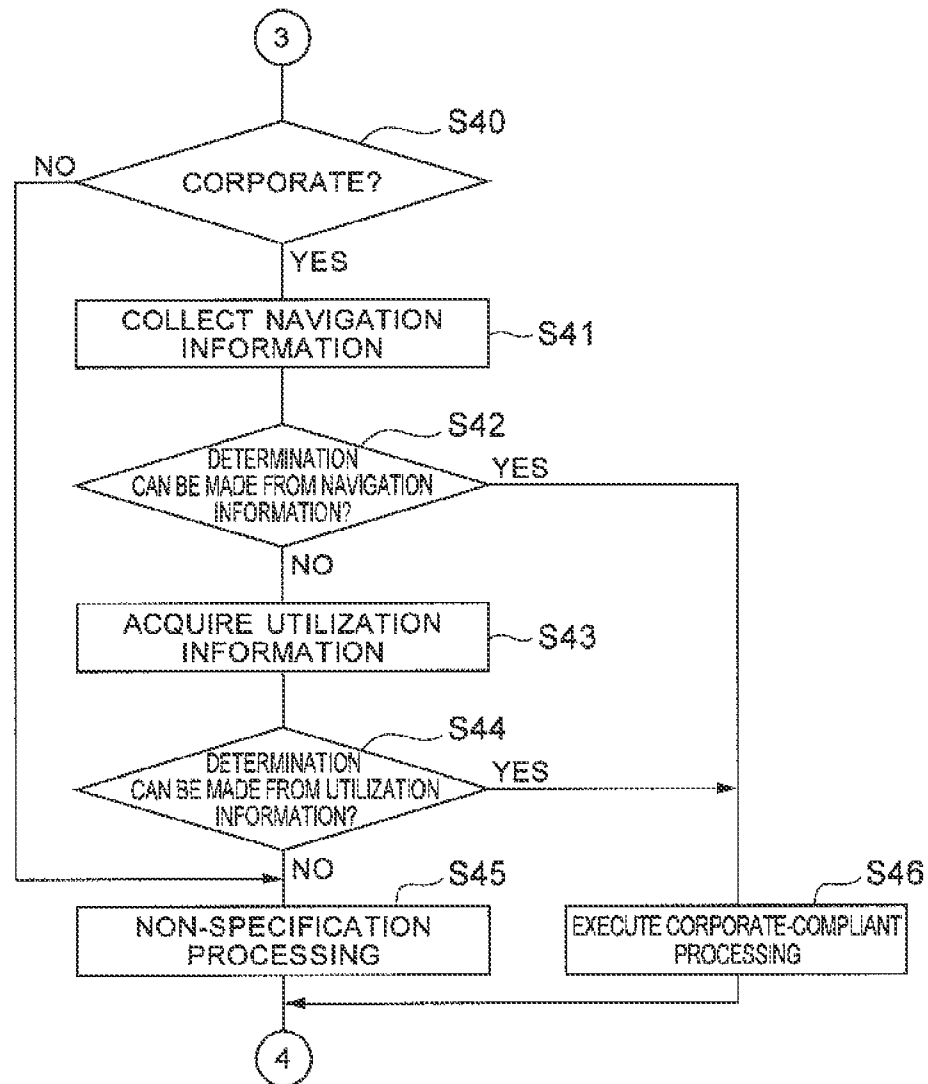 3
S40
NO
CORPORATE?
YES
COLLECT NAVIGATION
INFORMATION
S41
S42
DETERMINATION
CAN BE MADE FROM NAVIGATION
INFORMATION?
YES
NO
ACQUIRE UTILIZATION
INFORMATION
S43
S44
DETERMINATION
CAN BE MADE FROM UTILIZATION
INFORMATION?
YES
NO
S45
NON-SPECIFICATION
PROCESSING
S46
EXECUTE CORPORATE-COMPLIANT
PROCESSING
4